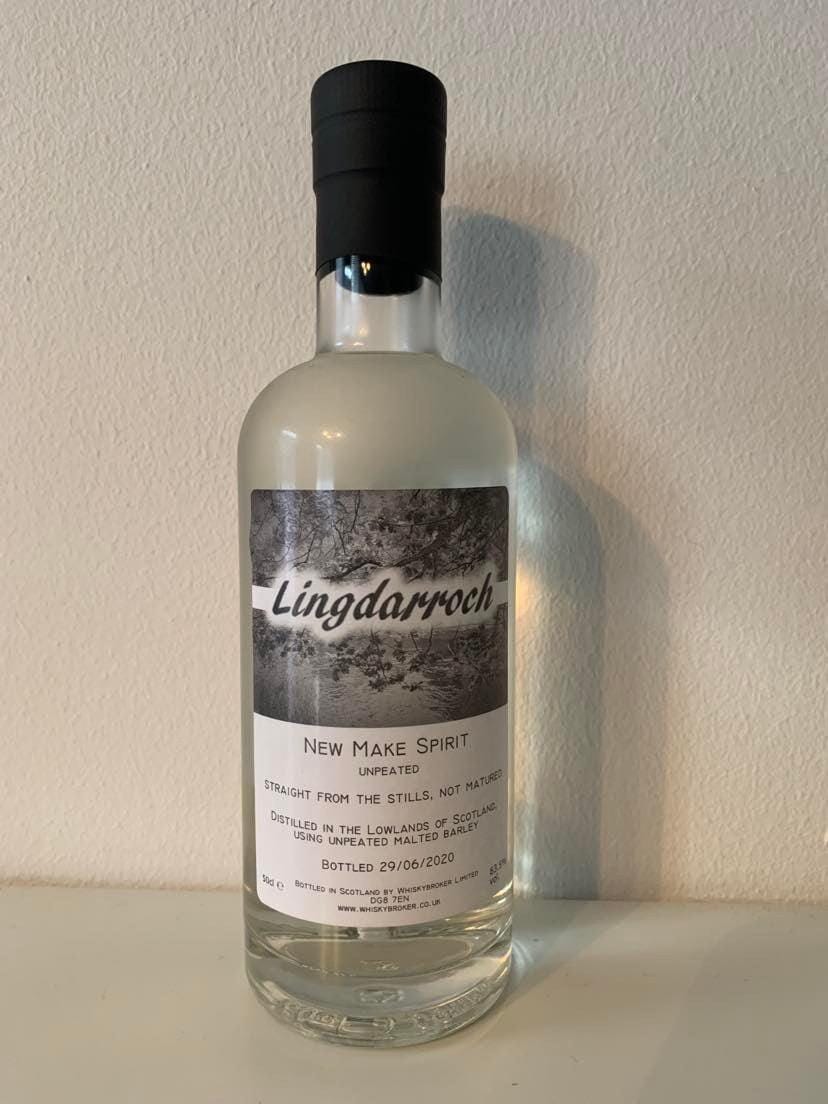 Lingdarroch
NEW MAKE SPIRIT
UNPEATED
STRAIGHT FROM THE STILLS, NOT MATURED
DISTILLED IN THE LOWLANDS OF SCOTLAND,
USING UNPEATED MALTED BARLEY
BOTTLED 29/06/2020
50cl ℮
63.5%
VOL
BOTTLED IN SCOTLAND BY WHISKYBROKER LIMITED
DG8 7EN
WWW.WHISKYBROKER.CO.UK